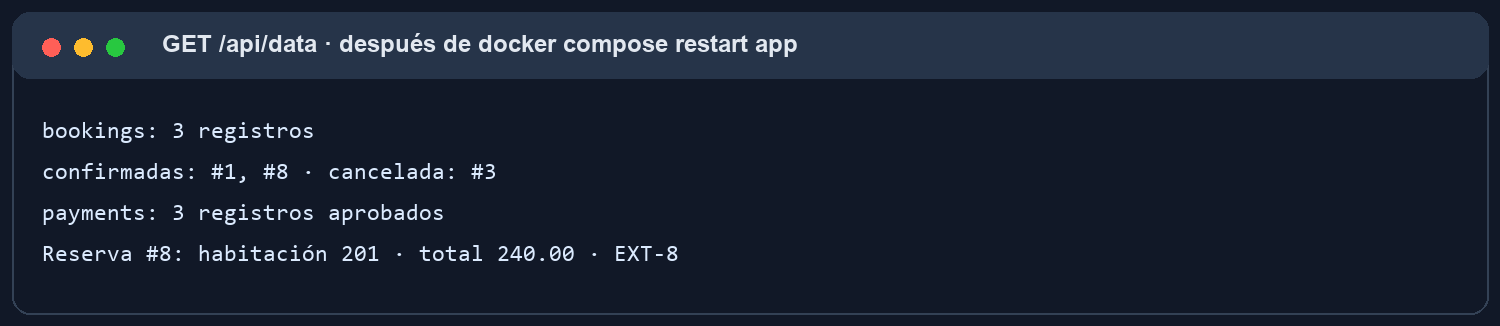 GET /api/data · después de docker compose restart app
bookings: 3 registros
confirmadas: #1, #8 · cancelada: #3
payments: 3 registros aprobados
Reserva #8: habitación 201 · total 240.00 · EXT-8